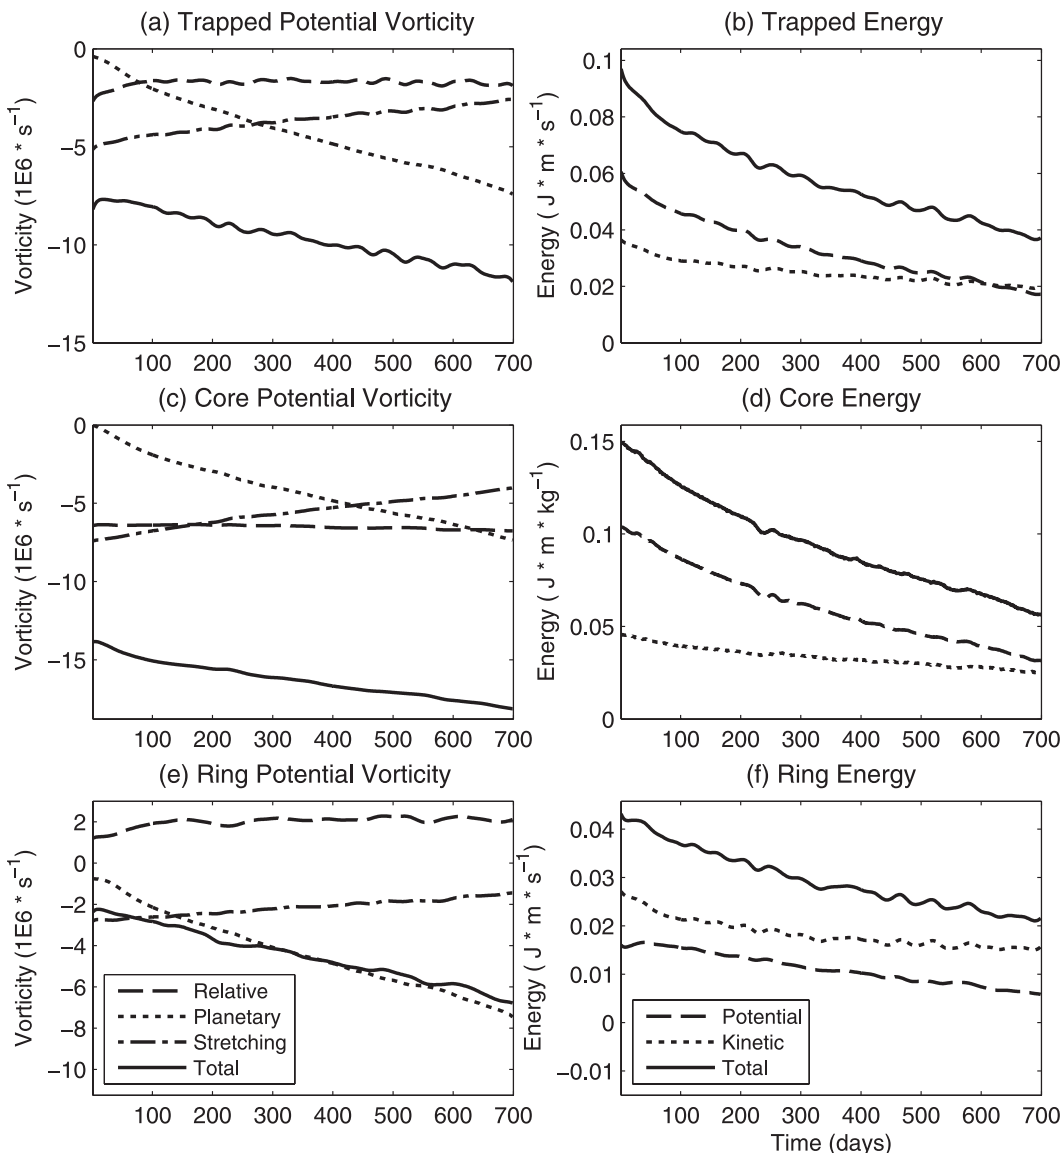 (a) Trapped Potential Vorticity
Vorticity (1E6 * s⁻¹)
0
−5
−10
−15
100 200 300 400 500 600 700
(b) Trapped Energy
Energy ( J * m * s⁻¹)
0.1
0.08
0.06
0.04
0.02
0
100 200 300 400 500 600 700
(c) Core Potential Vorticity
Vorticity (1E6 * s⁻¹)
0
−5
−10
−15
100 200 300 400 500 600 700
(d) Core Energy
Energy ( J * m * kg⁻¹)
0.15
0.1
0.05
0
100 200 300 400 500 600 700
(e) Ring Potential Vorticity
Vorticity (1E6 * s⁻¹)
2
0
−2
−4
−6
−8
−10
Relative
Planetary
Stretching
Total
100 200 300 400 500 600 700
(f) Ring Energy
Energy ( J * m * s⁻¹)
0.04
0.03
0.02
0.01
0
−0.01
Potential
Kinetic
Total
100 200 300 400 500 600 700
Time (days)